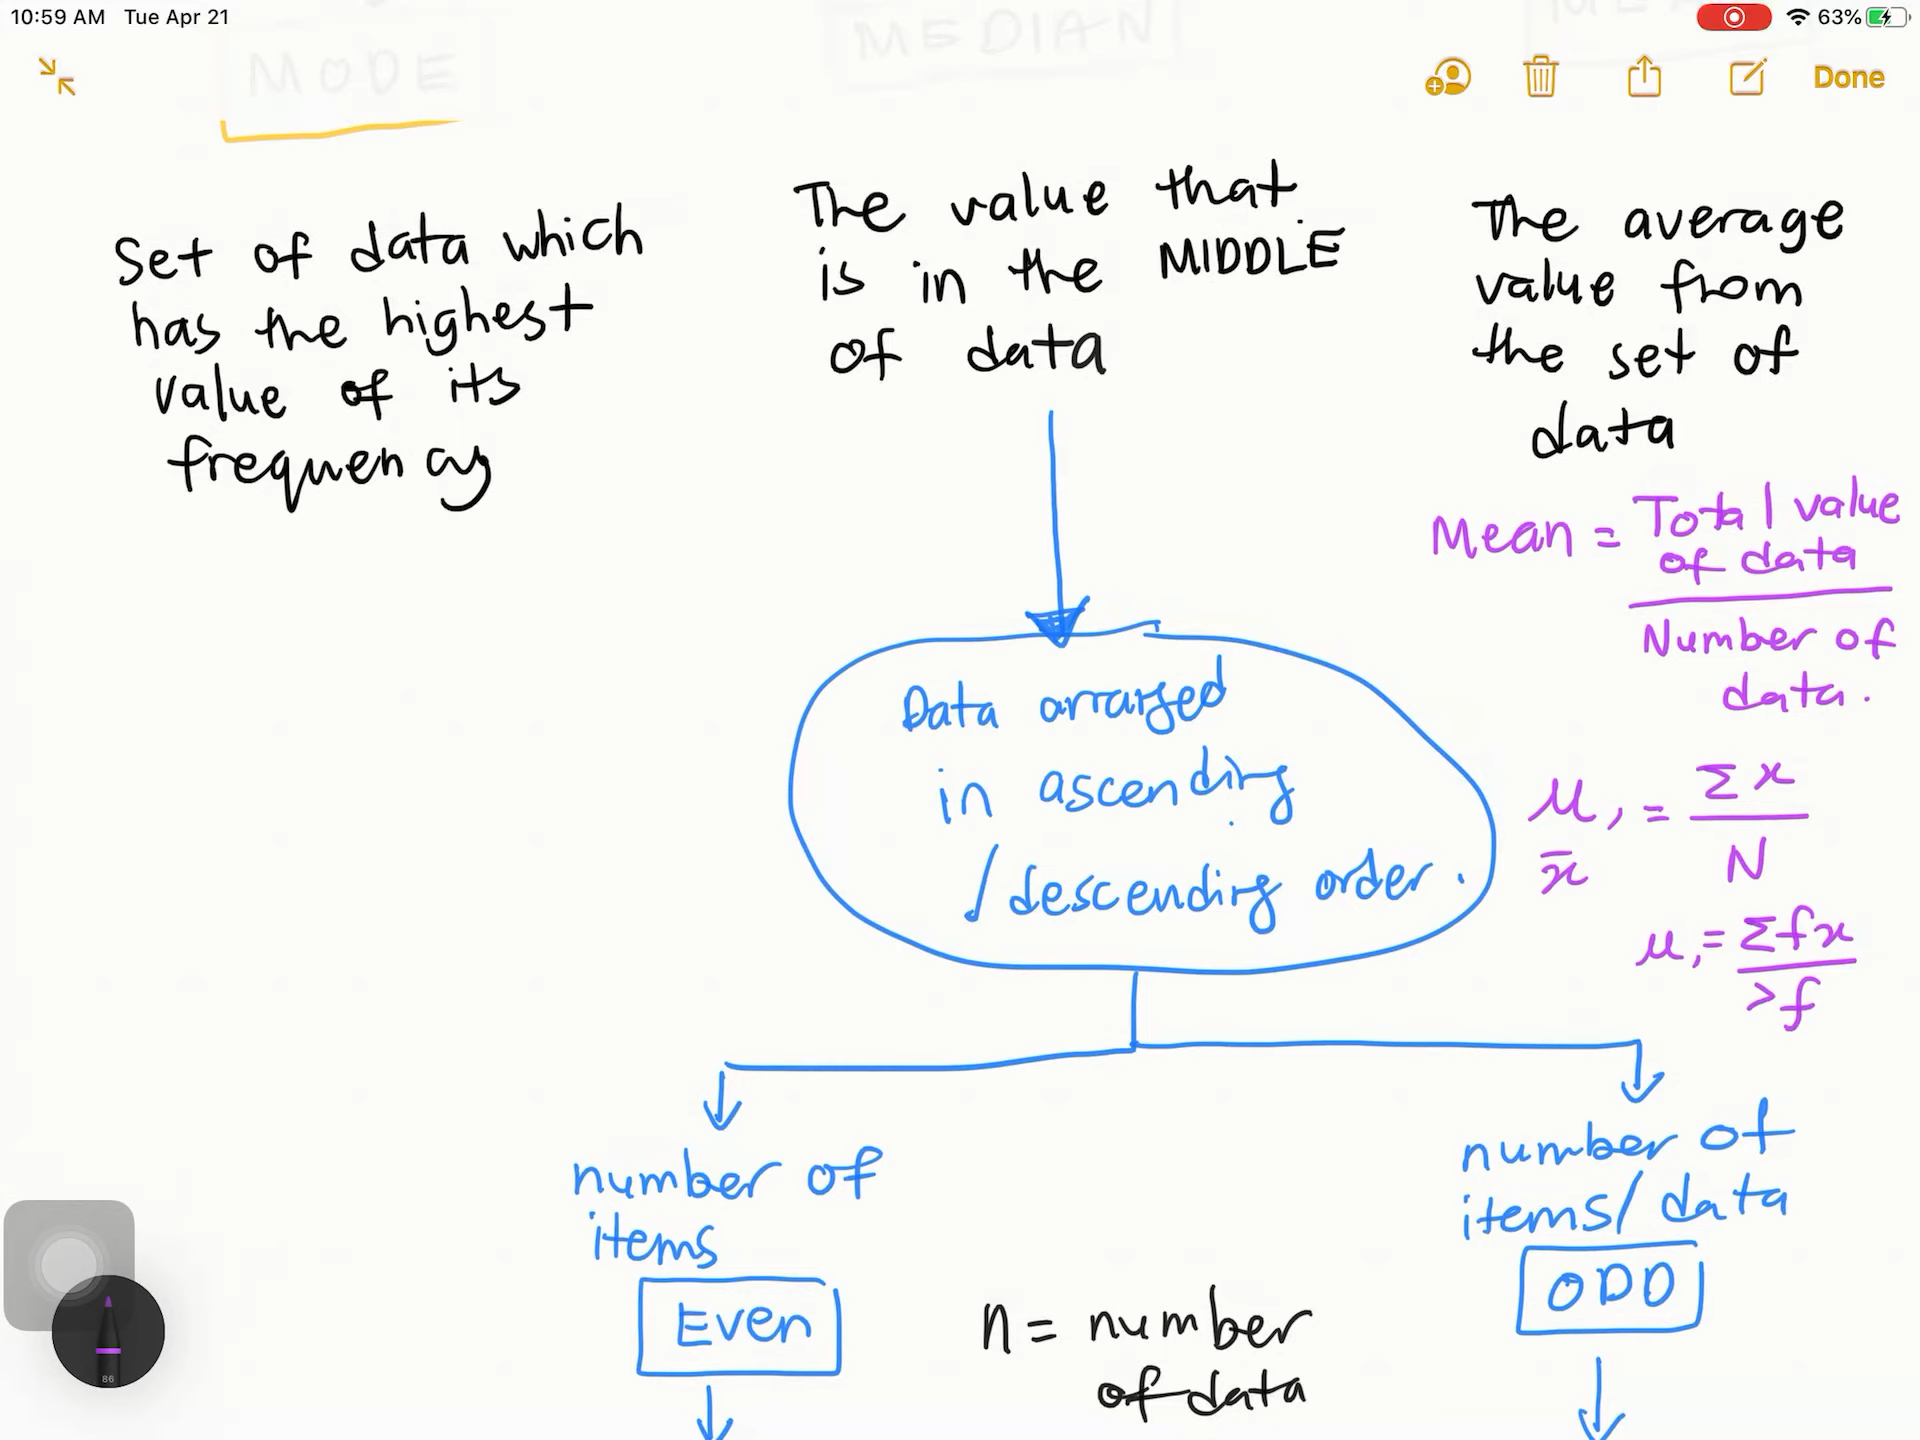 10:59 AM Tue Apr 21
63%
Done
MODE
MEDIAN
Set of data which
has the highest
value of its
frequency
The value that
is in the MIDDLE
of data
The average
value from
the set of
data
Mean = Total value
of data
Number of
data.
μ, = Σx
x̄ N
μ, = Σfx
>f
Data arranged
in ascending
/descending order.
number of
items
Even
n = number
of data
number of
items/data
ODD
86